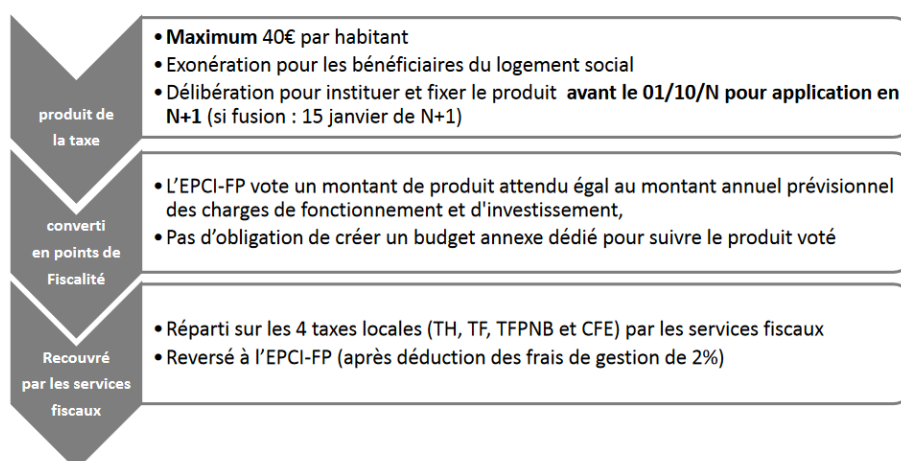 produit de
la taxe
• Maximum 40€ par habitant
• Exonération pour les bénéficiaires du logement social
• Délibération pour instituer et fixer le produit avant le 01/10/N pour application en
N+1 (si fusion : 15 janvier de N+1)
converti
en points de
Fiscalité
• L’EPCI-FP vote un montant de produit attendu égal au montant annuel prévisionnel
des charges de fonctionnement et d'investissement,
• Pas d’obligation de créer un budget annexe dédié pour suivre le produit voté
Recouvré
par les services
fiscaux
• Réparti sur les 4 taxes locales (TH, TF, TFPNB et CFE) par les services fiscaux
• Reversé à l’EPCI-FP (après déduction des frais de gestion de 2%)